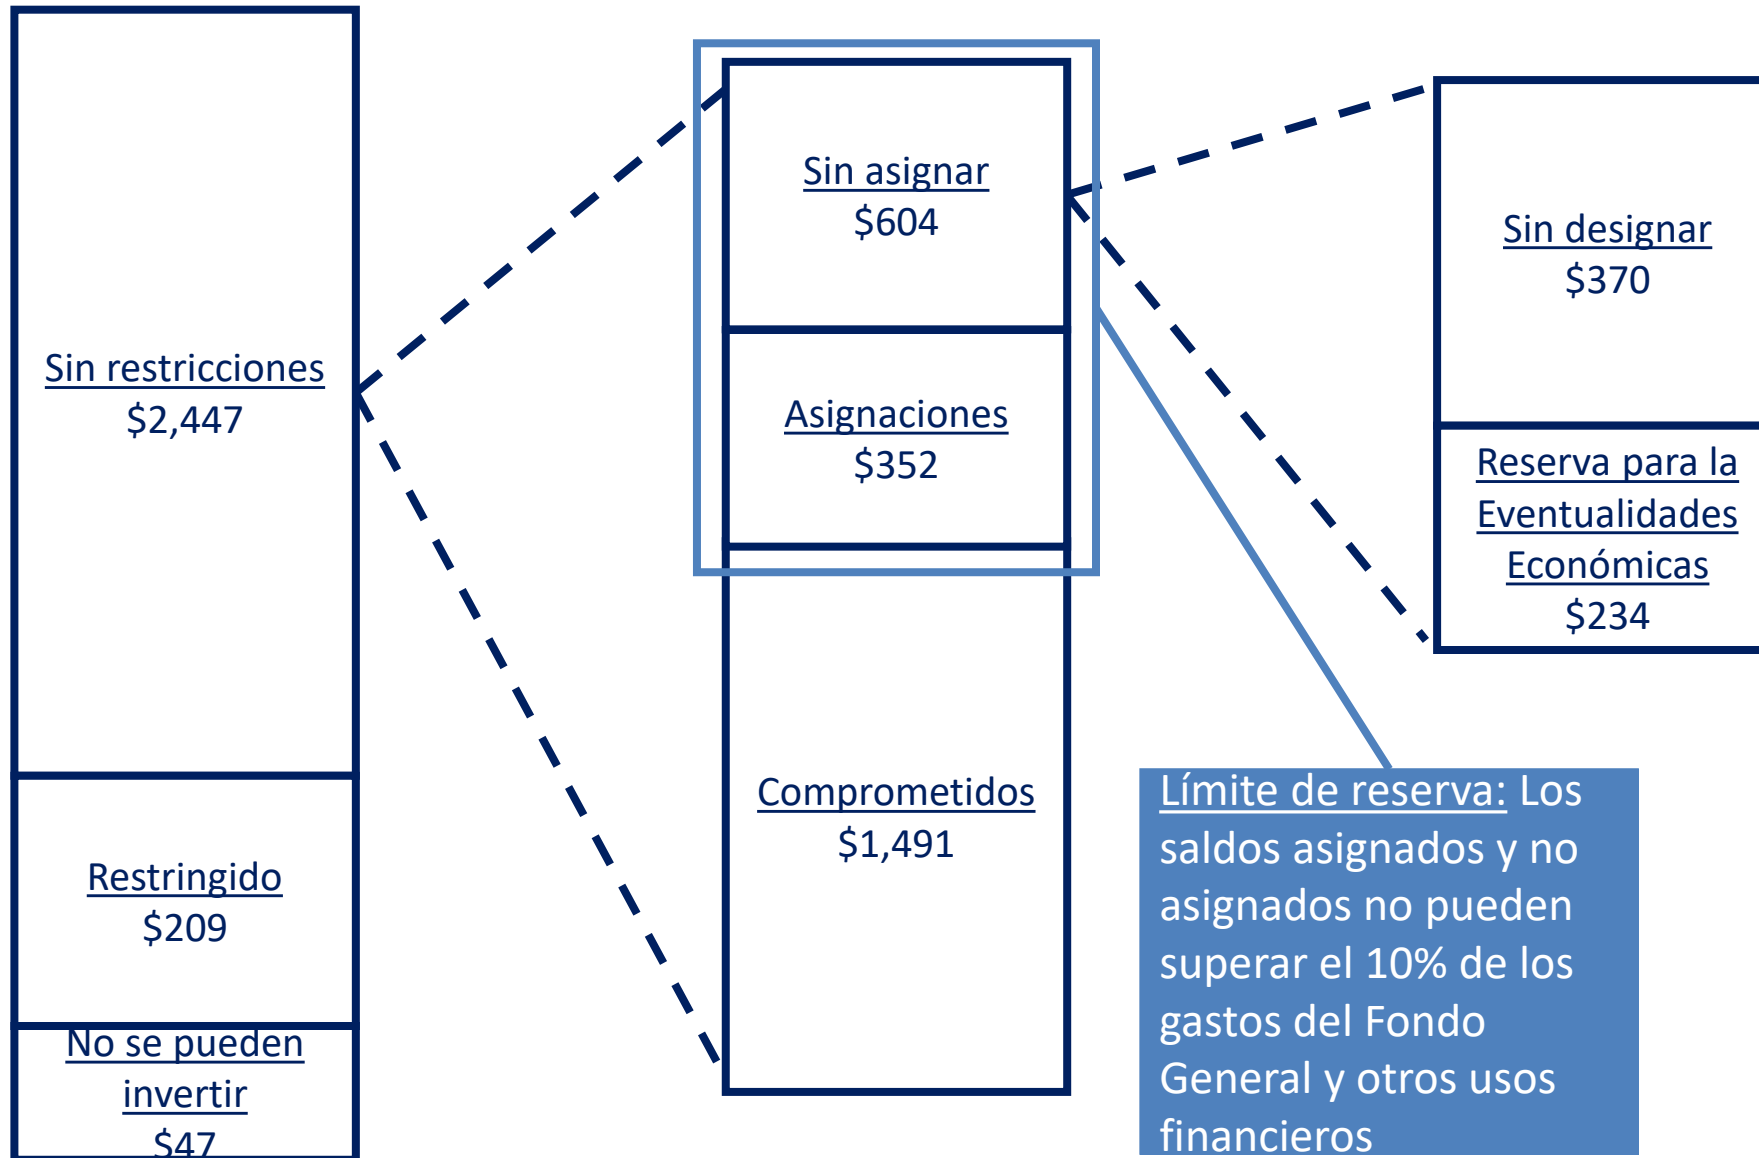 Sin restricciones
$2,447
Restringido
$209
No se pueden
invertir
$47
Sin asignar
$604
Asignaciones
$352
Comprometidos
$1,491
Sin designar
$370
Reserva para la
Eventualidades
Económicas
$234
Límite de reserva: Los
saldos asignados y no
asignados no pueden
superar el 10% de los
gastos del Fondo
General y otros usos
financieros